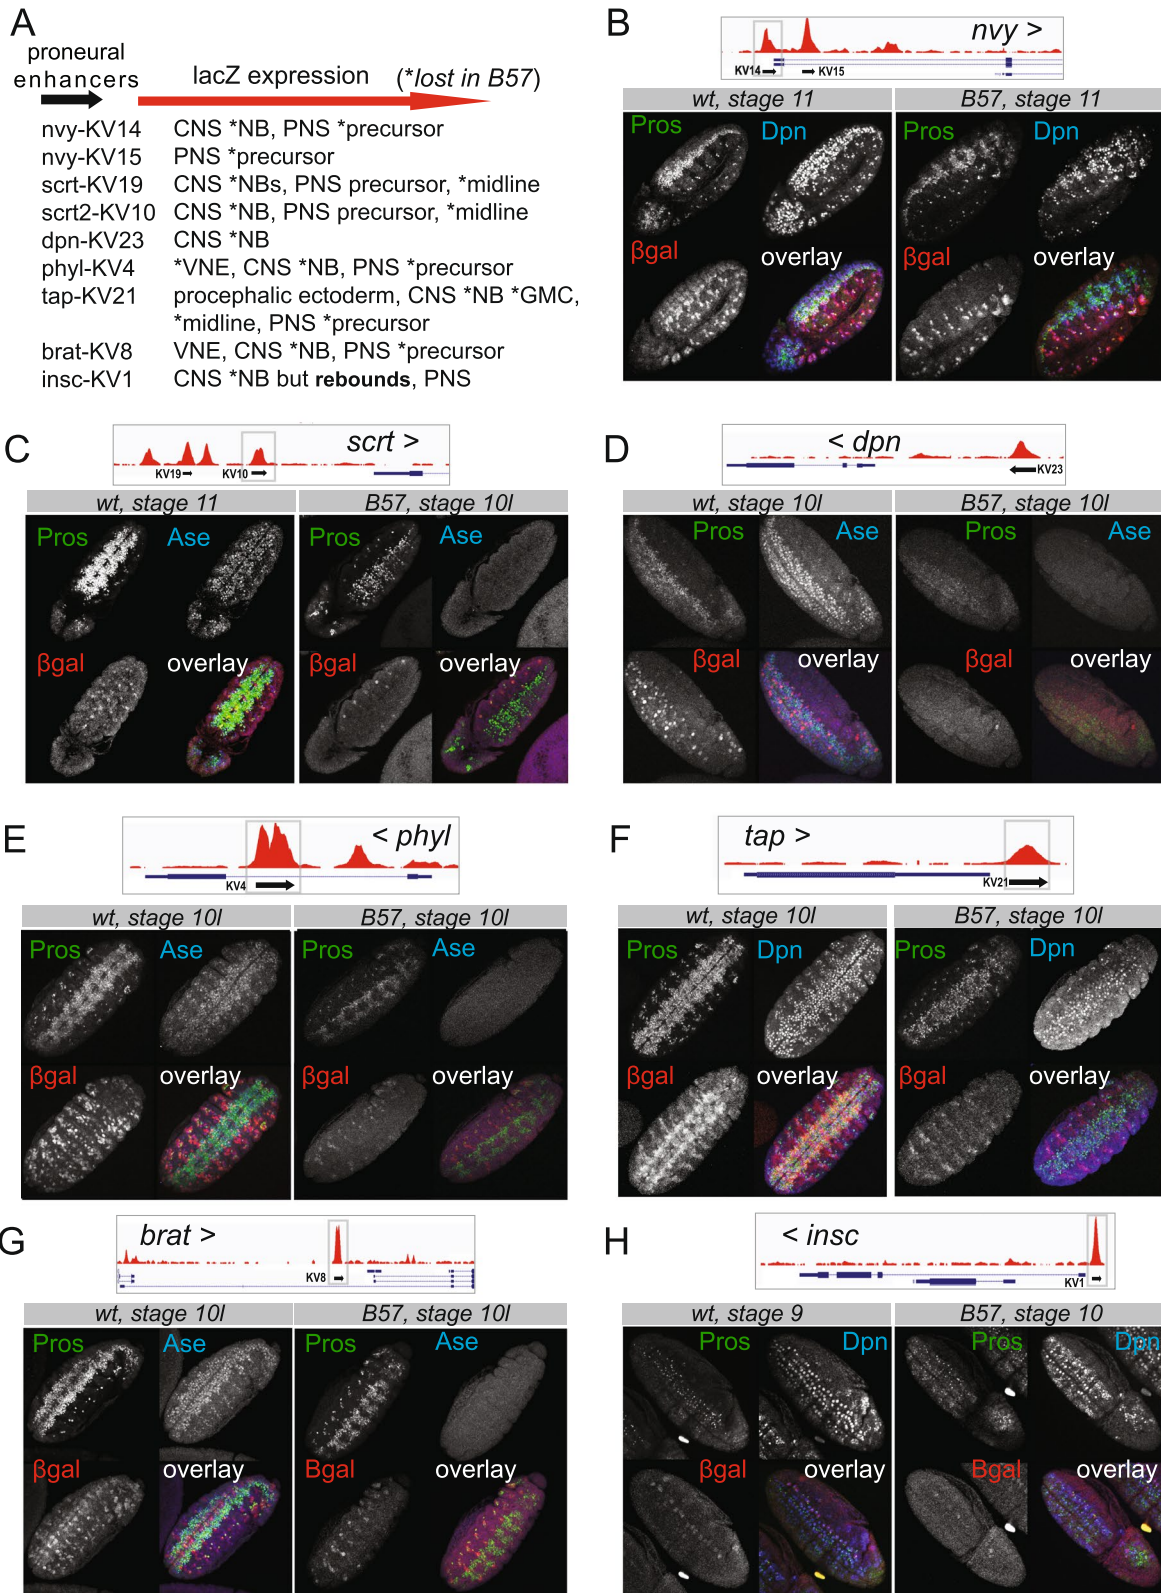 A
proneural
enhancers
lacZ expression (*lost in B57)
nvy-KV14 CNS *NB, PNS *precursor
nvy-KV15 PNS *precursor
scrt-KV19 CNS *NBs, PNS precursor, *midline
scrt2-KV10 CNS *NB, PNS precursor, *midline
dpn-KV23 CNS *NB
phyl-KV4 *VNE, CNS *NB, PNS *precursor
tap-KV21 procephalic ectoderm, CNS *NB *GMC,
*midline, PNS *precursor
brat-KV8 VNE, CNS *NB, PNS *precursor
insc-KV1 CNS *NB but rebounds, PNS
B
nvy >
KV14 KV15
wt, stage 11 B57, stage 11
Pros Dpn Pros Dpn
βgal overlay βgal overlay
C
scrt >
KV19 KV10
wt, stage 11 B57, stage 10l
Pros Ase Pros Ase
βgal overlay βgal overlay
D
< dpn
KV23
wt, stage 10l B57, stage 10l
Pros Ase Pros Ase
βgal overlay βgal overlay
E
< phyl
KV4
wt, stage 10l B57, stage 10l
Pros Ase Pros Ase
βgal overlay βgal overlay
F
tap >
KV21
wt, stage 10l B57, stage 10l
Pros Dpn Pros Dpn
βgal overlay βgal overlay
G
brat >
KV8
wt, stage 10l B57, stage 10l
Pros Ase Pros Ase
βgal overlay Bgal overlay
H
< insc
KV1
wt, stage 9 B57, stage 10
Pros Dpn Pros Dpn
βgal overlay Bgal overlay